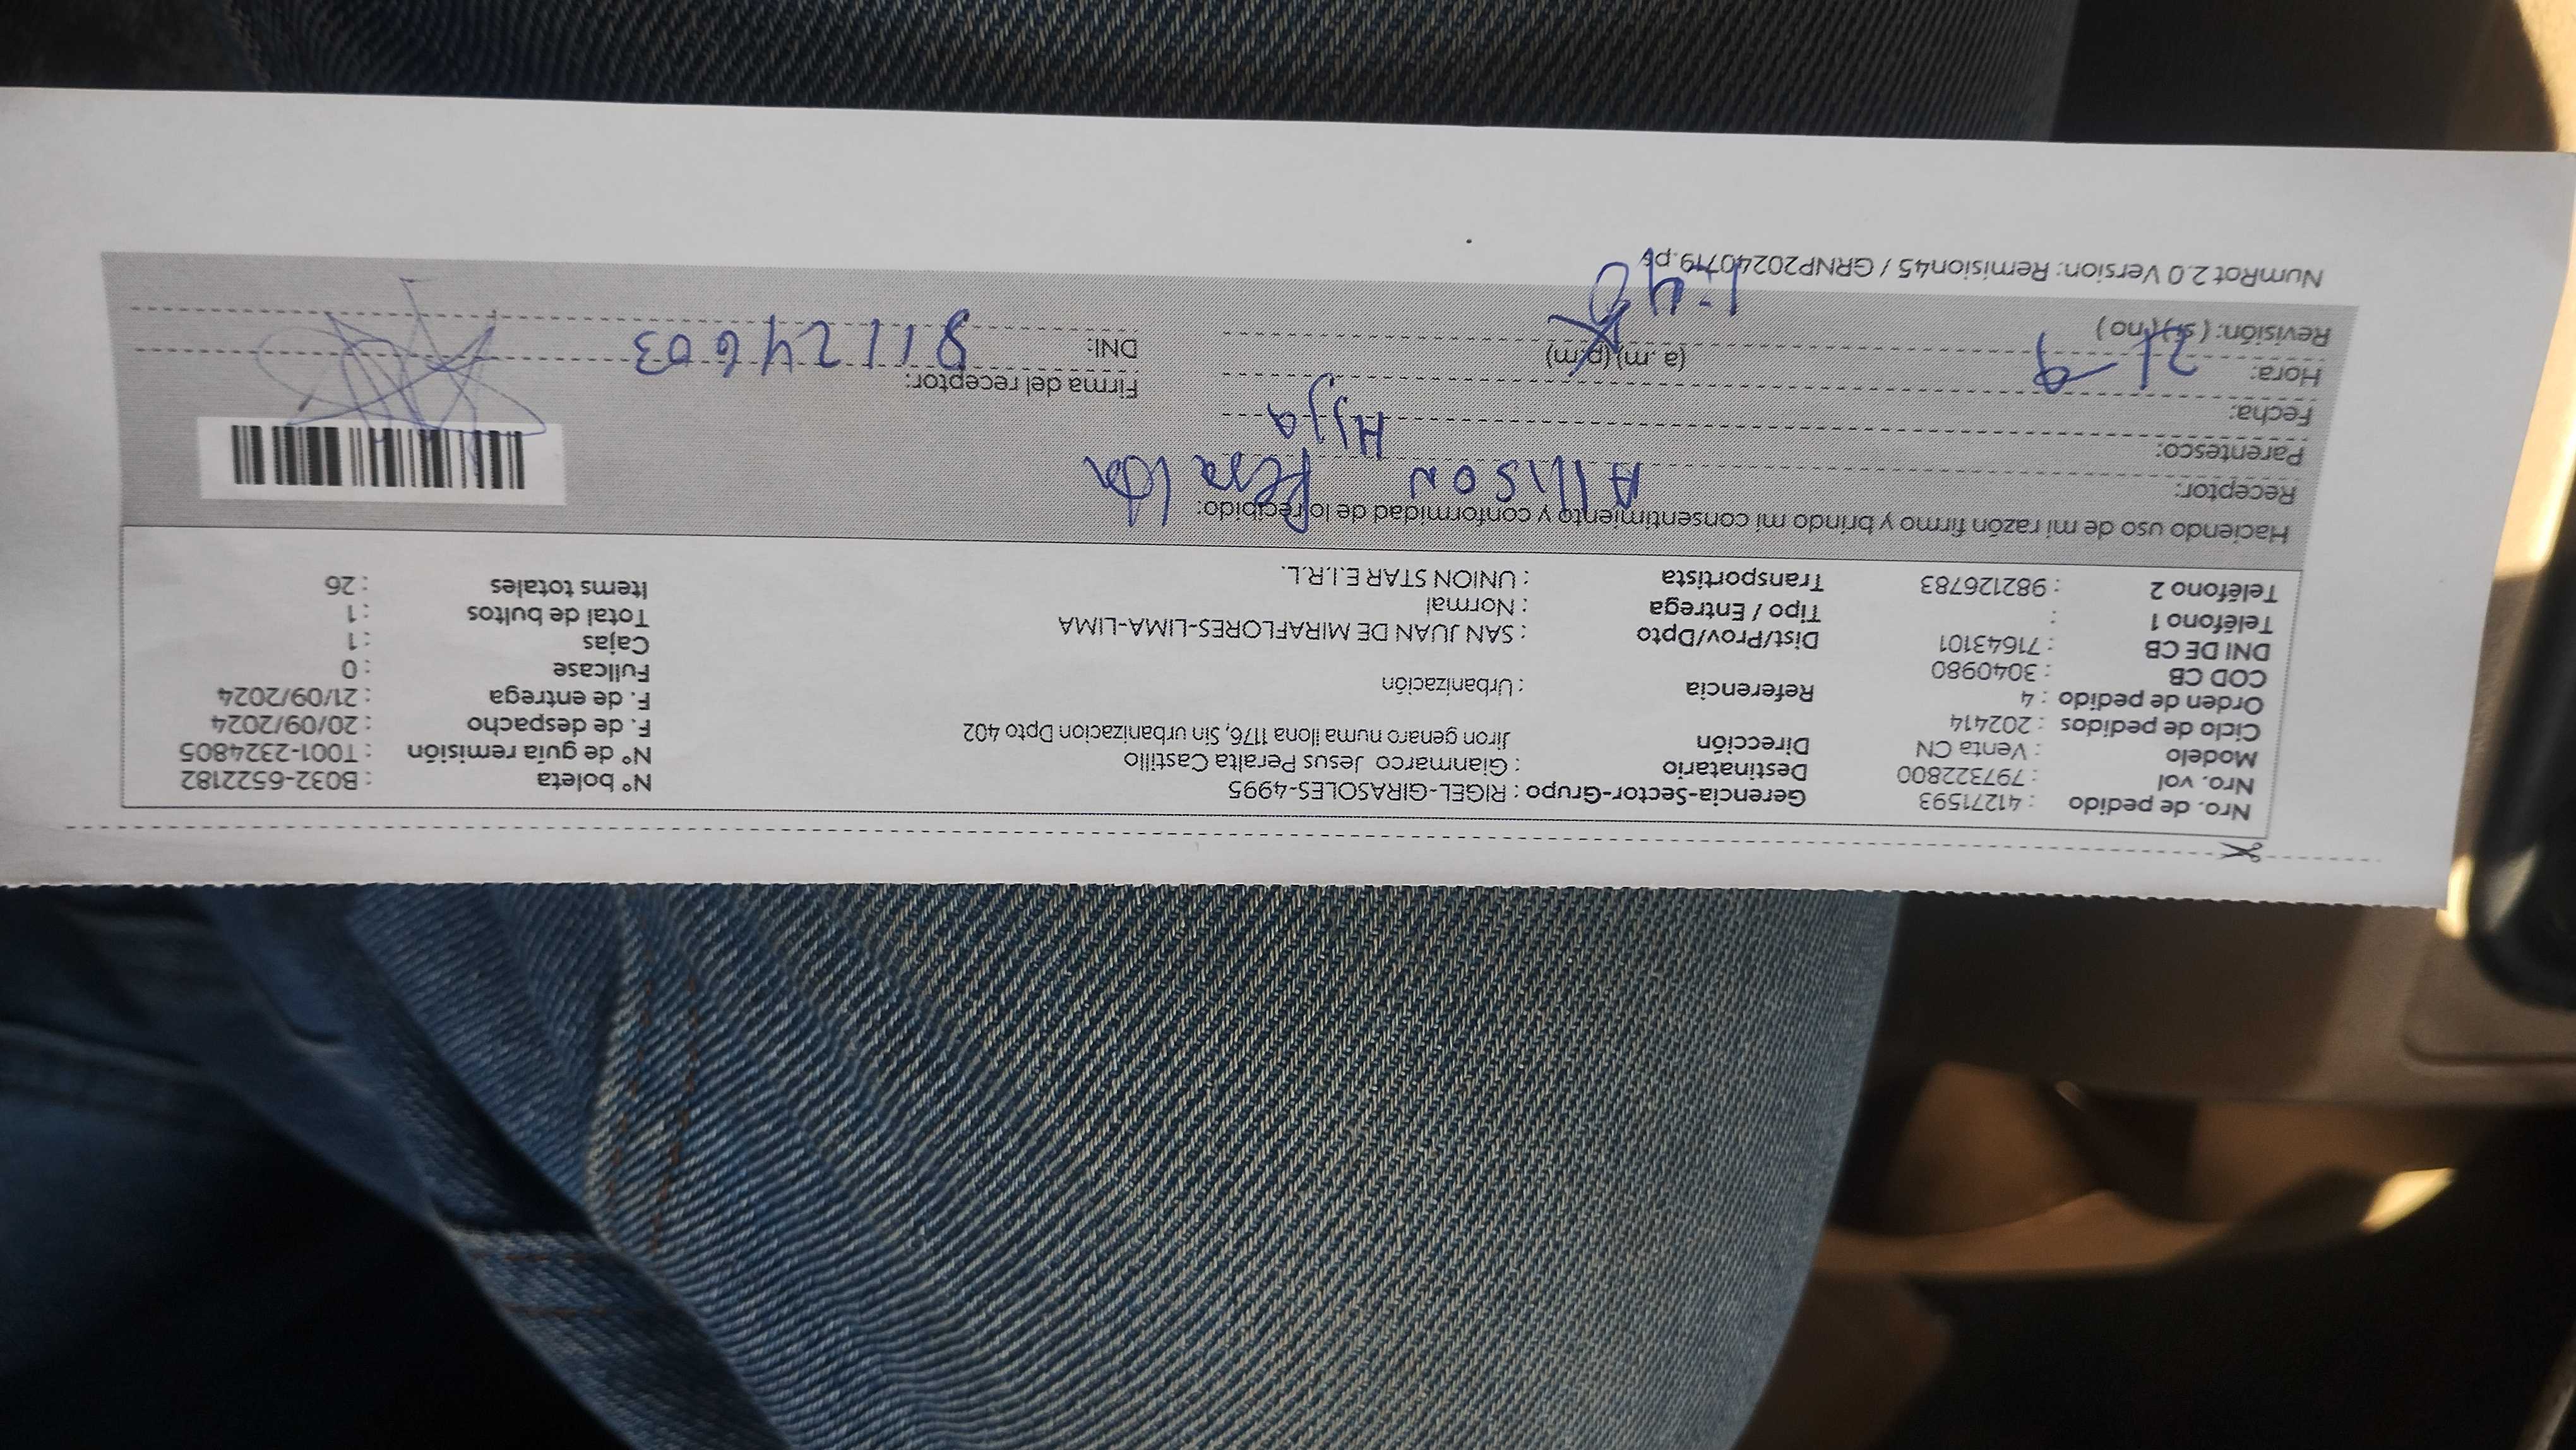 Nro. de pedido : 41271593 Gerencia-Sector-Grupo : RIGEL-GIRASOLES-4995 N° boleta : B032-6522182
Nro. vol : 797322800 Destinatario : Gianmarco Jesus Peralta Castillo N° de guía remisión : T001-2324805
Modelo : Venta CN Dirección Jiron genaro numa llona 1176, Sin urbanizacion Dpto 402 F. de despacho : 20/09/2024
Ciclo de pedidos : 202414 Referencia : Urbanización F. de entrega : 21/09/2024
Orden de pedido : 4 Fullcase : 0
COD CB : 3040980 Dist/Prov/Dpto : SAN JUAN DE MIRAFLORES-LIMA-LIMA Cajas : 1
DNI DE CB : 71643101 Tipo / Entrega : Normal Total de bultos : 1
Teléfono 1 : Transportista : UNION STAR E.I.R.L. Items totales : 26
Teléfono 2 : 982126783
Haciendo uso de mi razón firmo y brindo mi consentimiento y conformidad de lo recibido:
Receptor: Allison Peralta
Parentesco: Hija
Fecha: 21-9 Firma del receptor:
Hora: 1:40 (a.m) (p.m) DNI: 81124603
Revisión: (si) (no)
NumRot 2.0 Version: Remision45 / GRNP20240719.ps